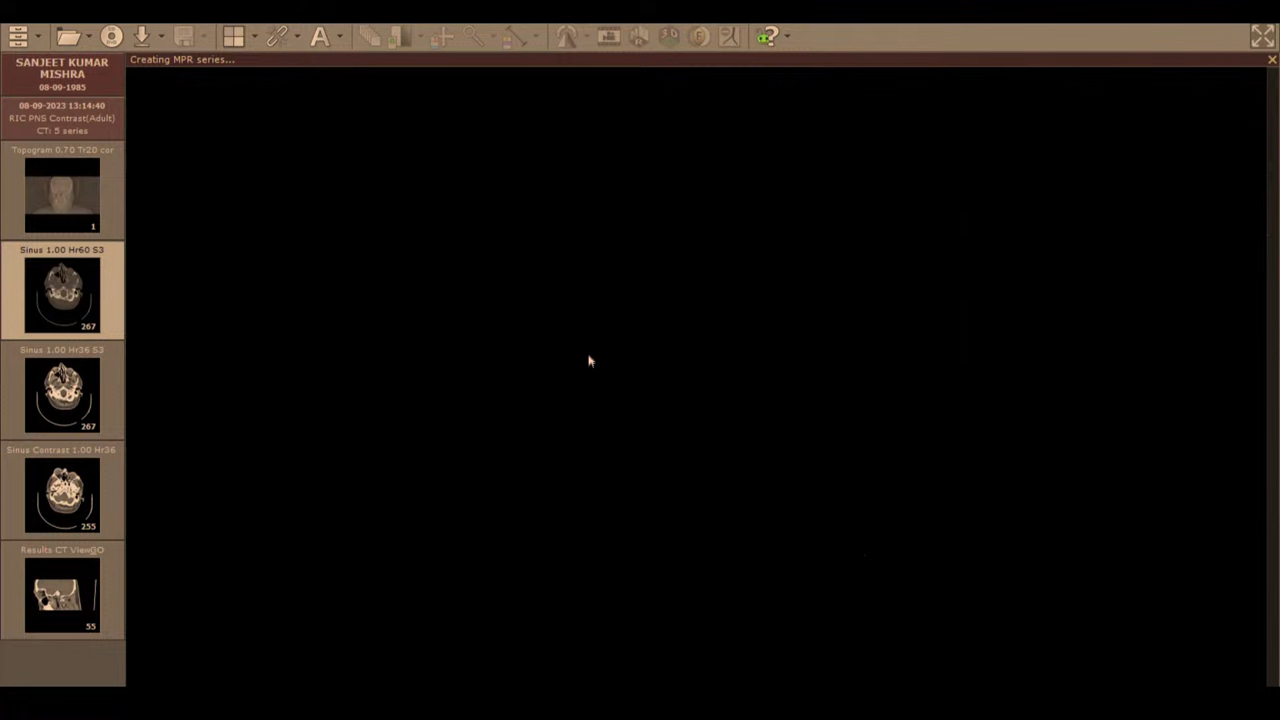 Creating MPR series...
SANJEET KUMAR
MISHRA
08-09-1985
08-09-2023 13:14:40
RIC PNS Contrast(Adult)
CT: 5 series
Topogram 0.70 Tr20 cor
1
Sinus 1.00 Hr60 S3
267
Sinus 1.00 Hr36 S3
267
Sinus Contrast 1.00 Hr36
255
Results CT ViewGO
55